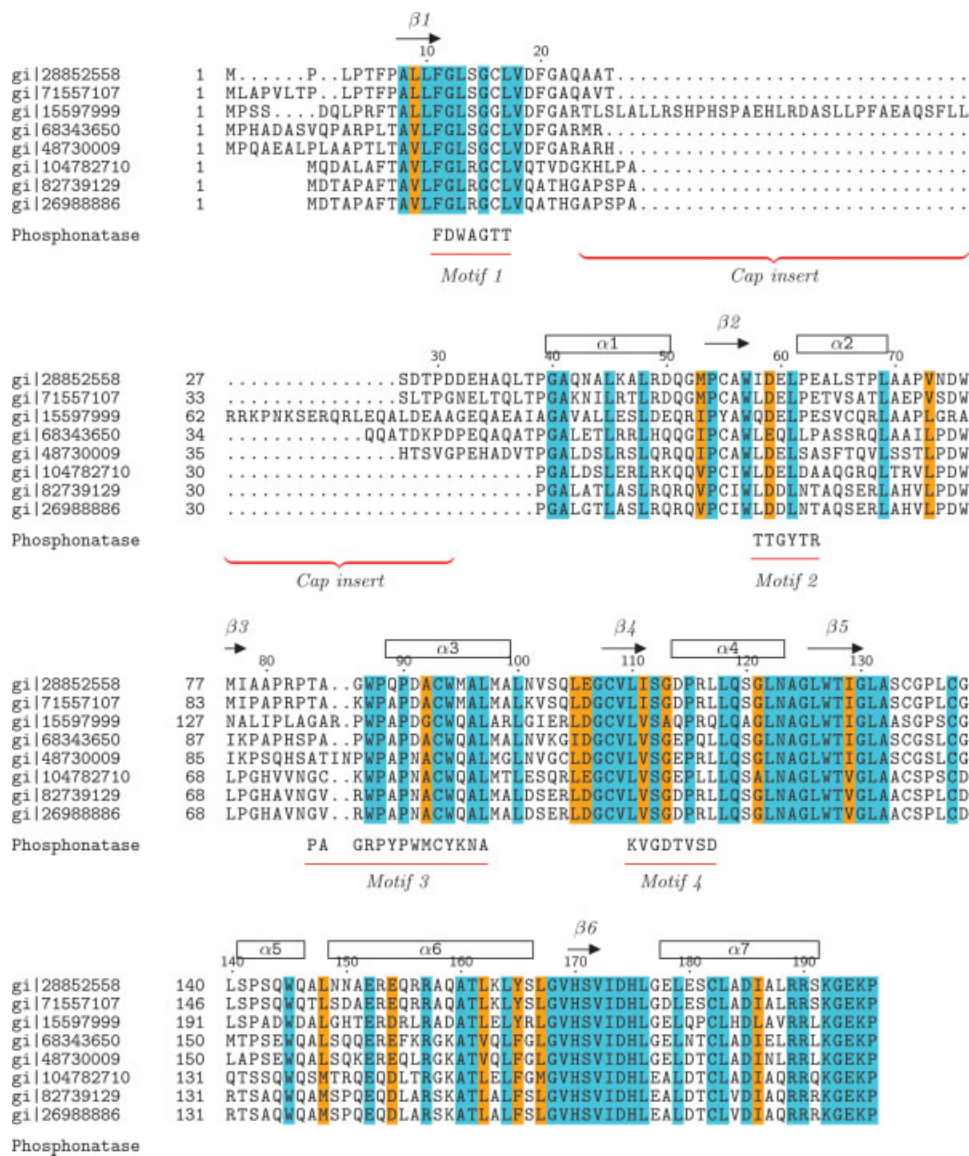 β1
10 20
gi|28852558 1 M......P..LPTFPALLFGLSGCLVDFGAQAAT...............................
gi|71557107 1 MLAPVLTP..LPTFPALLFGLSGCLVDFGAQAVT...............................
gi|15597999 1 MPSS....DQLPRFTALLFGLSGGLVDFGARTLSLALLRSHPHSPAEHLRDASLLPFAEAQSFLL
gi|68343650 1 MPHADASVQPARPLTAVLFGLSGCLVDFGARMR................................
gi|48730009 1 MPQAEALPLAAPTLTAVLFGLSGCLVDFGARARH...............................
gi|104782710 1 MQDALAFTAVLFGLRGCLVQTVDGKHLPA.............................
gi|82739129 1 MDTAPAFTAVLFGLRGCLVQATHGAPSPA.............................
gi|26988886 1 MDTAPAFTAVLFGLRGCLVQATHGAPSPA.............................
Phosphonatase FDWAGTT
Motif 1 Cap insert
α1 β2 α2
30 40 50 60 70
gi|28852558 27 ...............SDTPDDEHAQLTPGAQNALKALRDQGMPCAWIDELPEALSTPLAAPVNDW
gi|71557107 33 ...............SLTPGNELTQLTPGAKNILRTLRDQGMPCAWLDELPETVSATLAEPVSDW
gi|15597999 62 RRKPNKSERQRLEQALDEAAGEQAEAIAGAVALLESLDEQRIPYAWQDELPESVCQRLAAPLGRA
gi|68343650 34 ............QQATDKPDPEQAQATPGALETLRRLHQQGIPCAWLEQLLPASSRQLAAILPDW
gi|48730009 35 ...............HTSVGPEHADVTPGALDSLRSLQRQQIPCAWLDELSASFTQVLSSTLPDW
gi|104782710 30 ...........................PGALDSLERLRKQQVPCIWLDELDAAQGRQLTRVLPDW
gi|82739129 30 ...........................PGALATLASLRQRQVPCIWLDDLNTAQSERLAHVLPDW
gi|26988886 30 ...........................PGALGTLASLRQRQVPCIWLDDLNTAQSERLAHVLPDW
Phosphonatase TTGYTR
Cap insert Motif 2
β3 α3 β4 α4 β5
80 90 100 110 120 130
gi|28852558 77 MIAAPRPTA..GWPQPDACWMALMALNVSQLEGCVLISGDPRLLQSGLNAGLWTIGLASCGPLCG
gi|71557107 83 MIPAPRPTA..KWPAPDACWMALMALKVSQLDGCVLISGDPRLLQSGLNAGLWTIGLASCGPLCG
gi|15597999 127 NALIPLAGARPWPAPDGCWQALARLGIERLDGCVLVSAQPRQLLAGLNAGLWTIGLAASGPSCG
gi|68343650 87 IKPAPHSPA..PWPAPNACWQALMALNVKGIDGCVLVSGEPQLLQSGLNAGLWTIGLASCGSLCG
gi|48730009 85 IKPSQHSATINPWPAPNACWQALMGLNVGCLDGCVLVSGNPRLLQSGLNAGLWTIGLASCGSLCG
gi|104782710 68 LPGHVVNGC..KWPAPNACWQALMTLESQRLEGCVLVSGEPLLLQSALNAGLWTVGLAACSPSCD
gi|82739129 68 LPGHAVNGV..RWPAPNACWQALMALDSERLDGCVLVSGDPRLLQSGLNAGLWTVGLAACSPLCD
gi|26988886 68 LPGHAVNGV..RWPAPNACWQALMALDSERLDGCVLVSGDPRLLQSGLNAGLWTVGLAACSPLCD
Phosphonatase PA GRPYPWMCYKNA KVGDTVSD
Motif 3 Motif 4
α5 α6 β6 α7
140 150 160 170 180 190
gi|28852558 140 LSPSQWQALNNAEREQRRAQATLKLYSLGVHSVIDHLGELESCLADIALRRSKGEKP
gi|71557107 146 LSPSQWQTLSDAEREQRRAQATLKLYSLGVHSVIDHLGELESCLADIALRRSKGEKP
gi|15597999 191 LSPADWDALGHTERDRLRADATLELYRLGVHSVIDHLGELQPCLHDLAVRRLKGEKP
gi|68343650 150 MTPSEWQALSQQEREFKRGKATVQLFGLGVHSVIDHLGELNTCLADIELRRLKGEKP
gi|48730009 150 LAPSEWQALSQKEREQLRGKATVQLFGLGVHSVIDHLGELDTCLADIALRRLKGEKP
gi|104782710 131 QTSSQWQSMTRQEQDLTRGKATLELFGMGVHSVIDHLEALDTCLADIAQRRQKGEKP
gi|82739129 131 RTSAQWQAMSPQEQDLARSKATLALFSLGVHSVIDHLEALDTCLVDIAQRRRKGEKP
gi|26988886 131 RTSAQWQAMSPQEQDLARSKATLALFSLGVHSVIDHLEALDTCLVDIAQRRRKGEKP
Phosphonatase